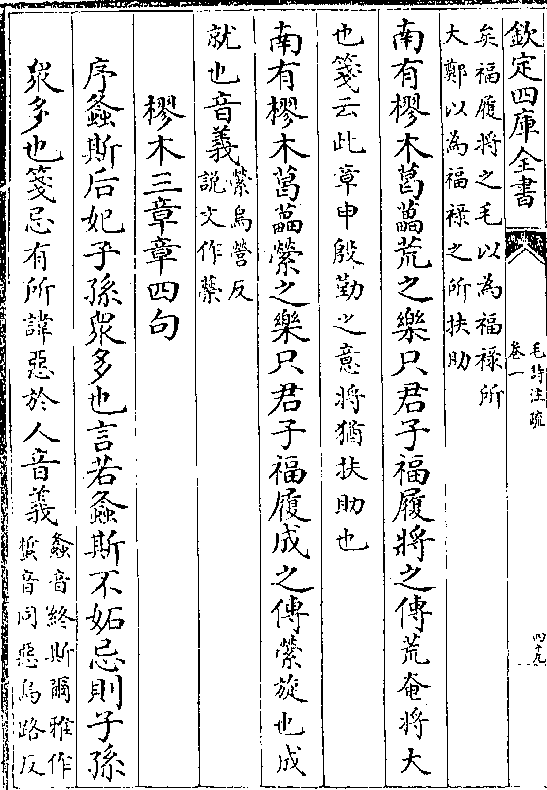 欽定四庫全書
毛詩注疏
卷一
四十九
矣福履將之毛以為福祿所
大鄭以為福祿之所扶助
南有樛木葛藟荒之樂只君子福履將之傳荒奄將大
也箋云此章申殷勤之意將猶扶助也
南有樛木葛藟縈之樂只君子福履成之傳縈旋也成
就也音義縈烏營反
説文作
樛木三章章四句
序螽斯后妃子孫衆多也言若螽斯不妬忌則子孫
衆多也箋忌有所諱惡於人音義螽音終斯爾雅作
蜤音同惡烏路反